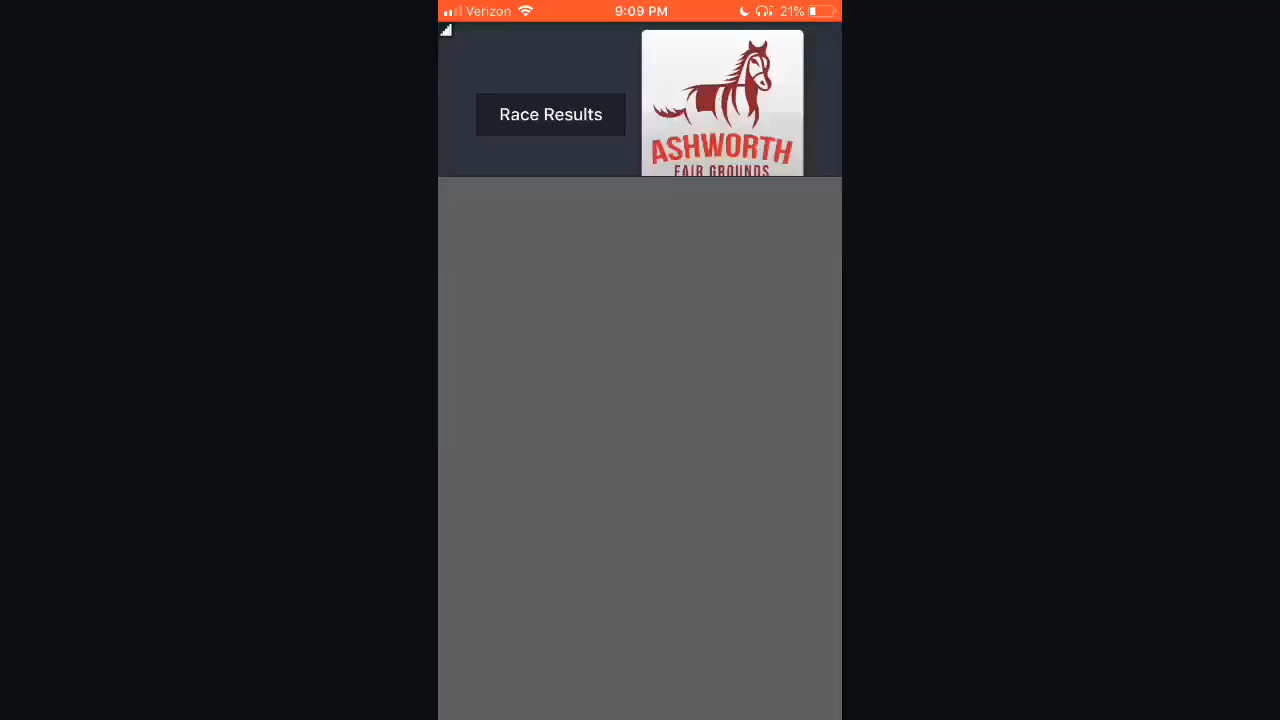 Verizon 9:09 PM 21%
Race Results
ASHWORTH
FAIR GROUNDS